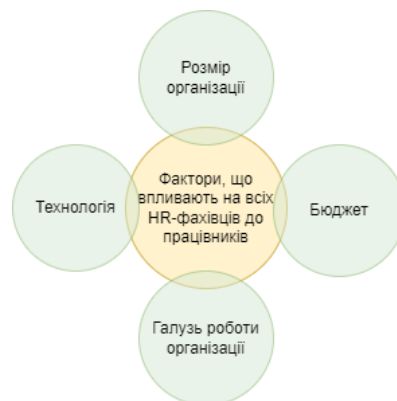 Розмір
організації
Технологія
Фактори, що
впливають на всіх
HR-фахівців до
працівників
Бюджет
Галузь роботи
організації